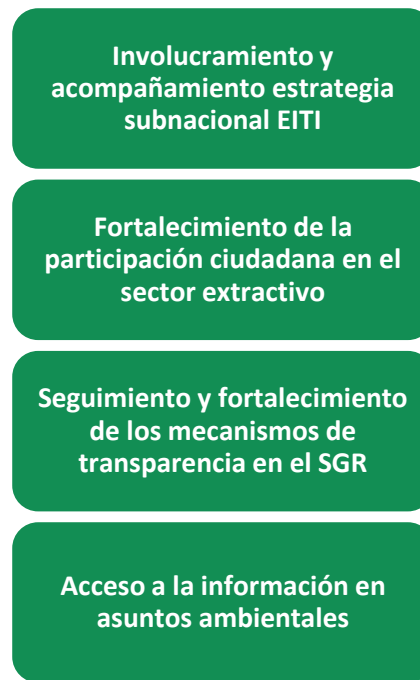 Involucramiento y
acompañamiento estrategia
subnacional EITI
Fortalecimiento de la
participación ciudadana en el
sector extractivo
Seguimiento y fortalecimiento
de los mecanismos de
transparencia en el SGR
Acceso a la información en
asuntos ambientales